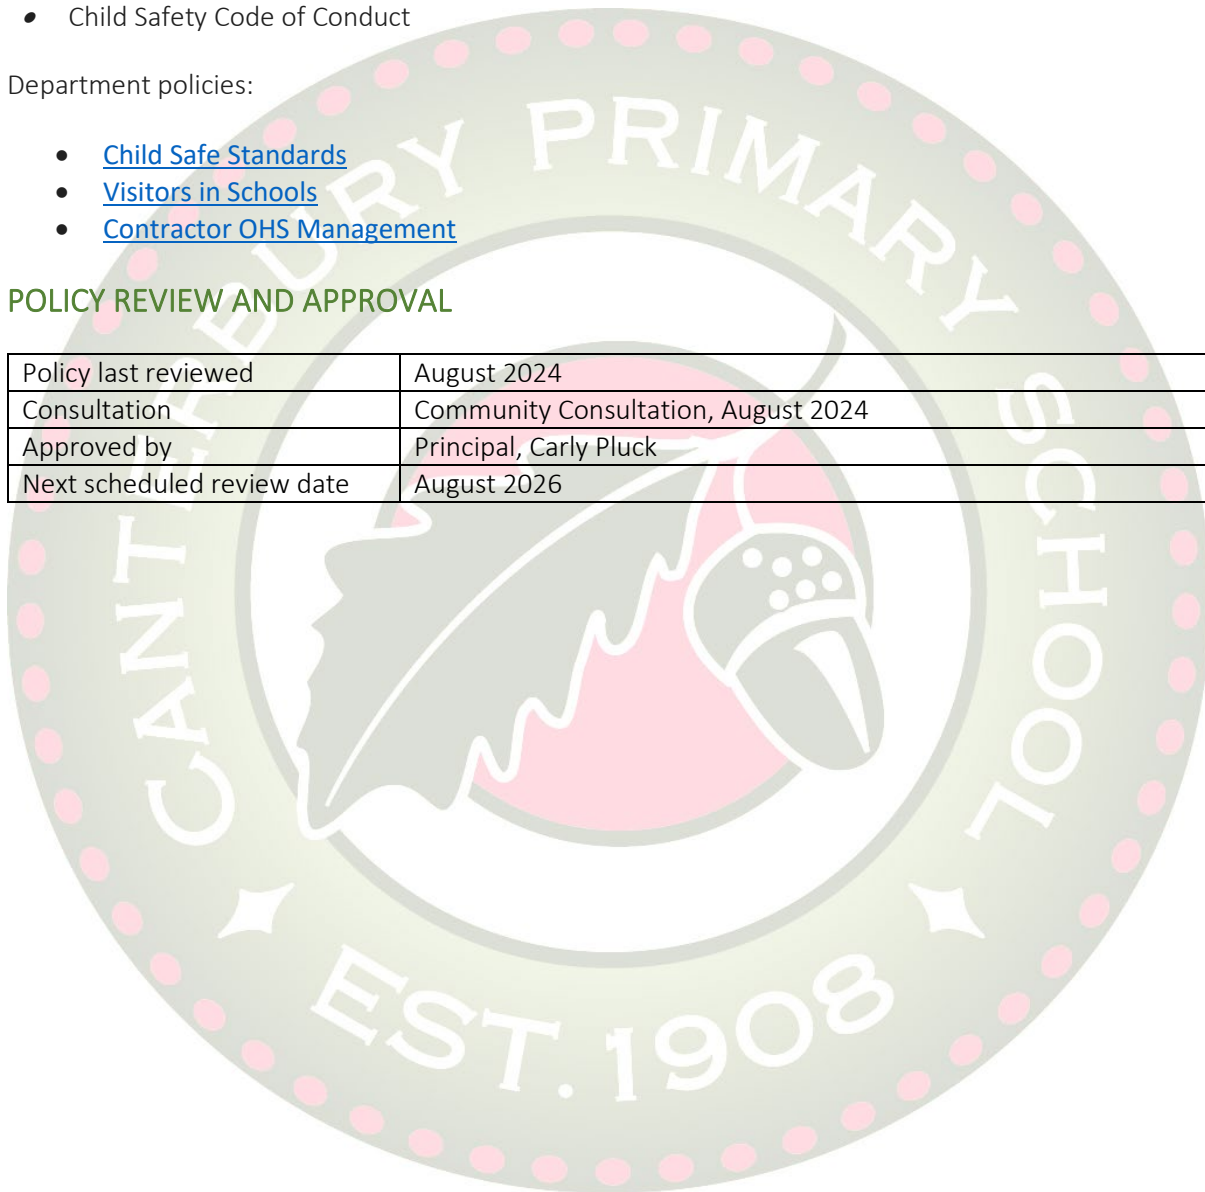 • Child Safety Code of Conduct
Department policies:
• Child Safe Standards
• Visitors in Schools
• Contractor OHS Management
POLICY REVIEW AND APPROVAL
Policy last reviewed August 2024
Consultation Community Consultation, August 2024
Approved by Principal, Carly Pluck
Next scheduled review date August 2026
CANTERBURY PRIMARY SCHOOL
EST. 1908